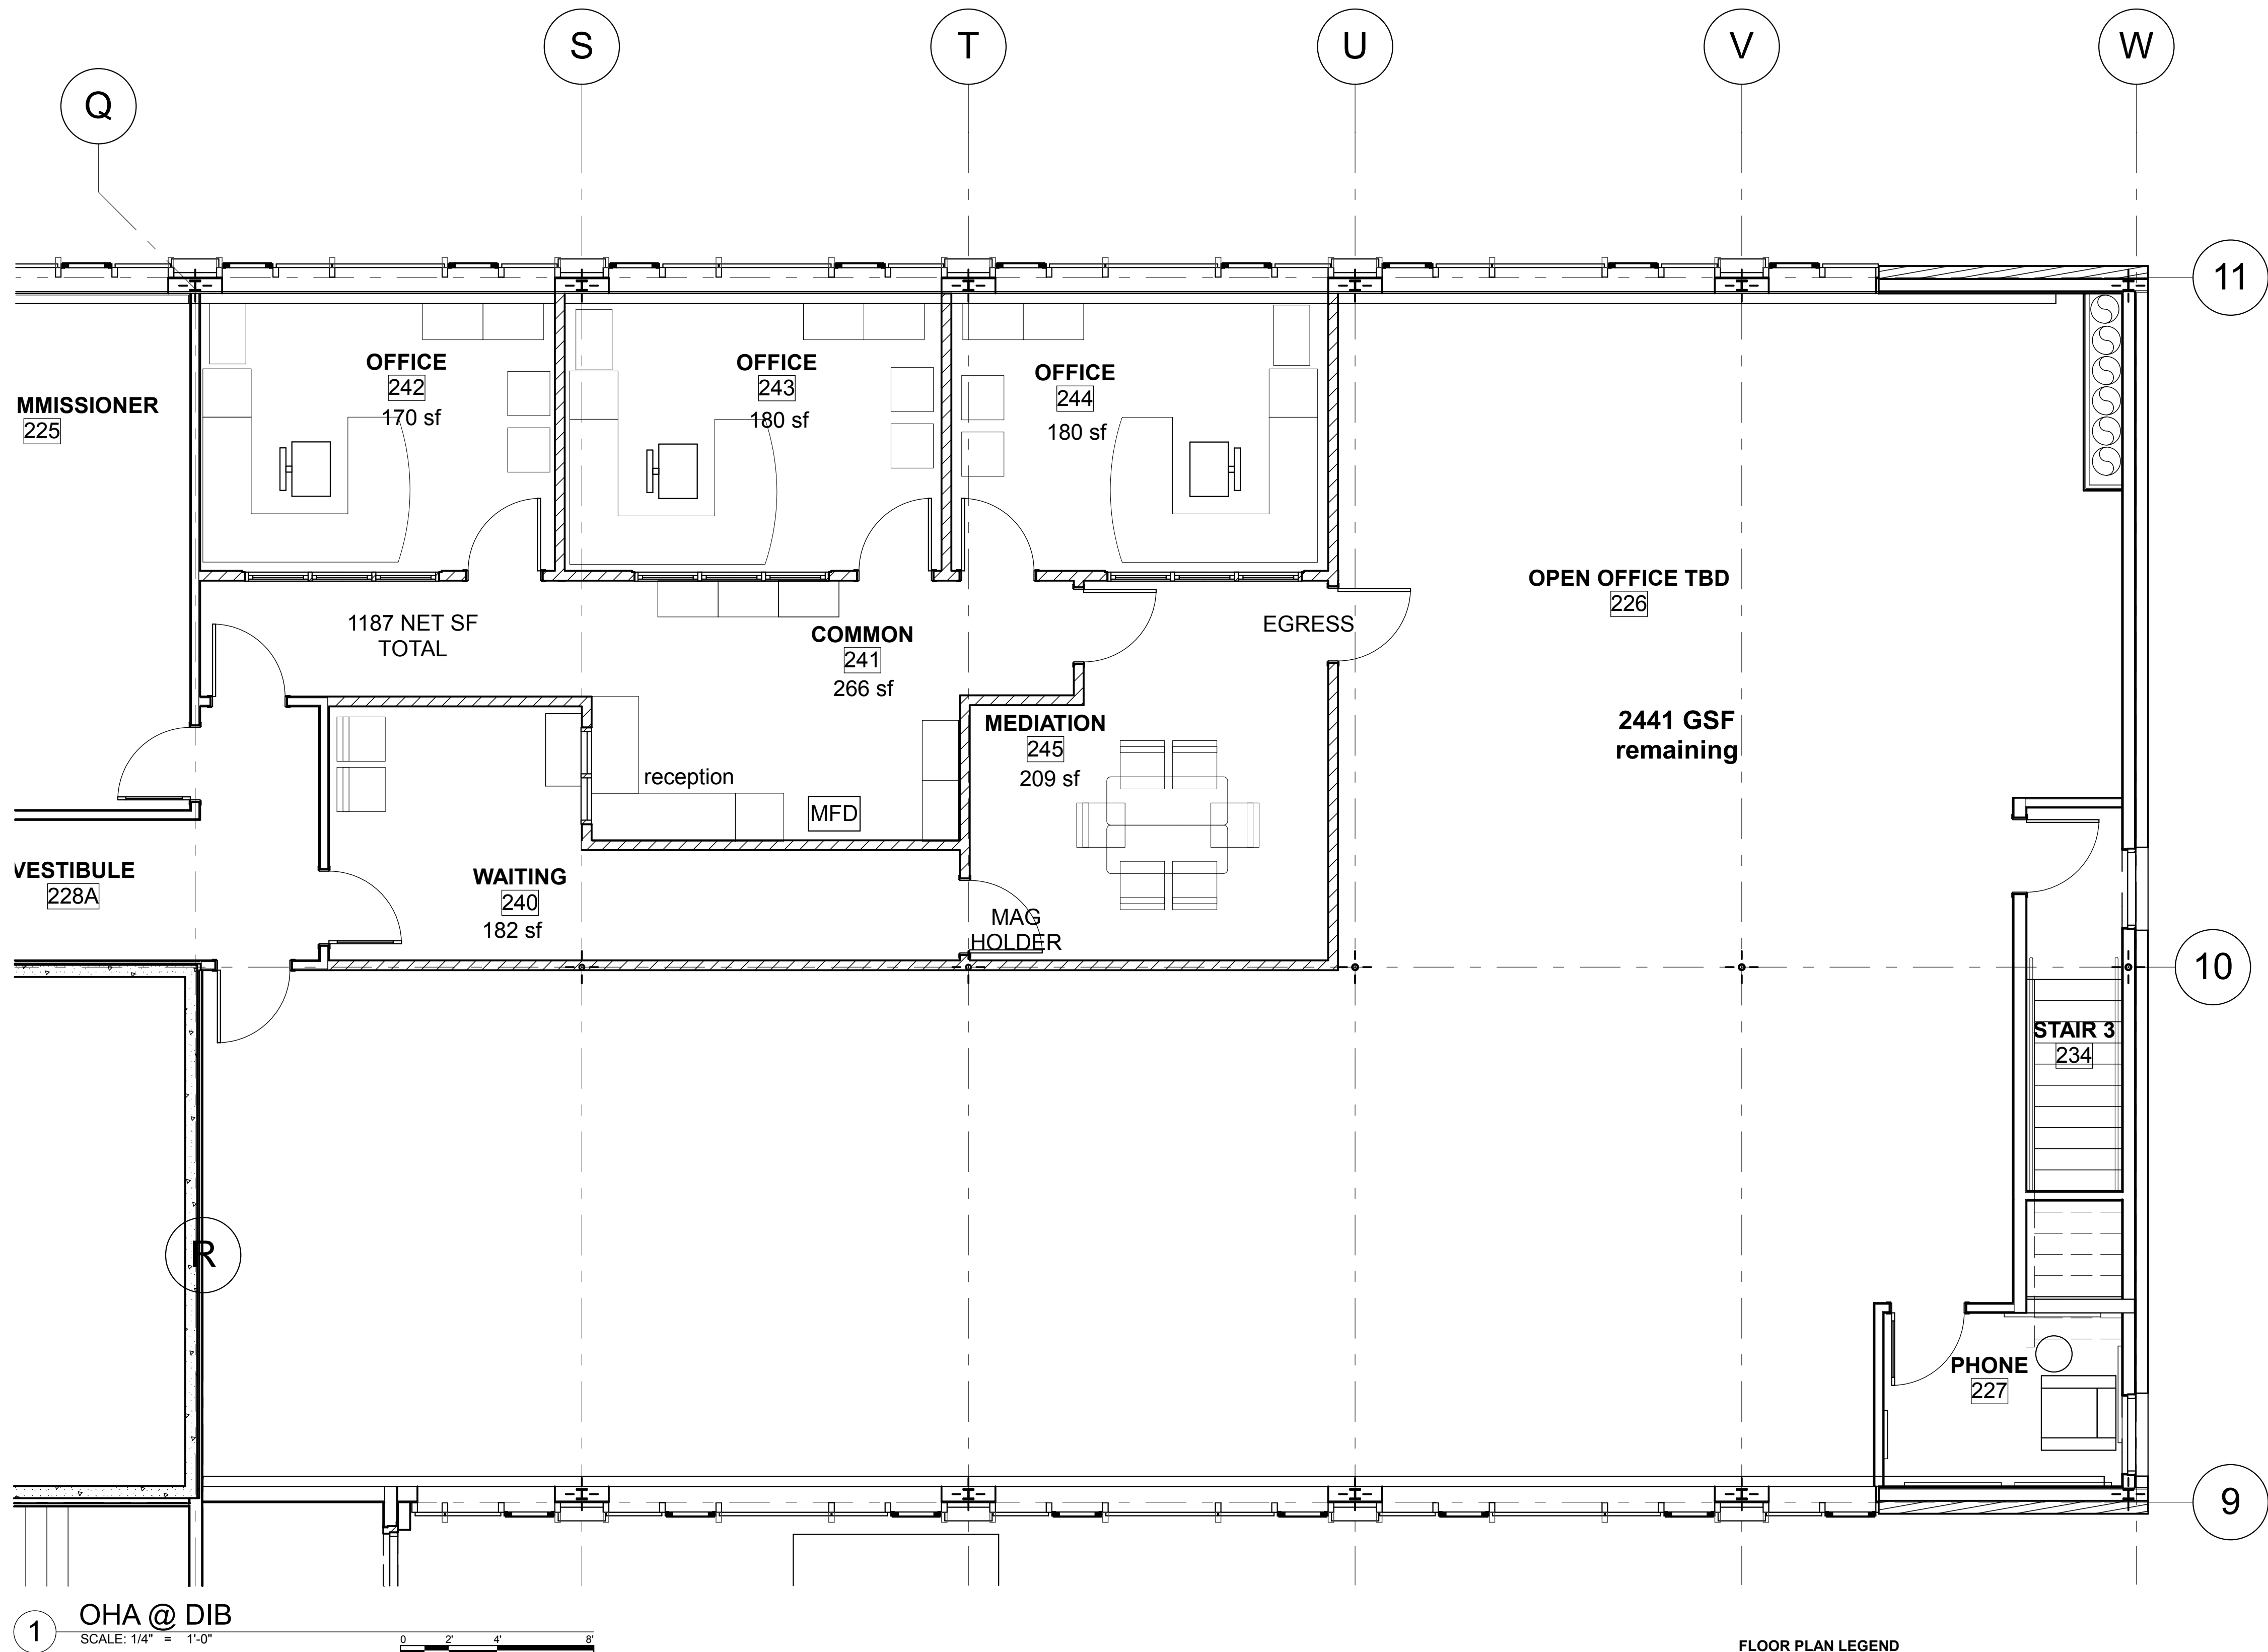 S
T
U
V
W
Q
11
OFFICE
242
170 sf
OFFICE
243
180 sf
OFFICE
244
180 sf
MMISSIONER
225
OPEN OFFICE TBD
226
1187 NET SF
TOTAL
COMMON
241
266 sf
EGRESS
2441 GSF
remaining
MEDIATION
245
209 sf
reception
MFD
VESTIBULE
228A
WAITING
240
182 sf
MAG
HOLDER
10
STAIR 3
234
R
PHONE
227
9
1
OHA @ DIB
SCALE: 1/4" = 1'-0"
0 2' 4' 8'
FLOOR PLAN LEGEND